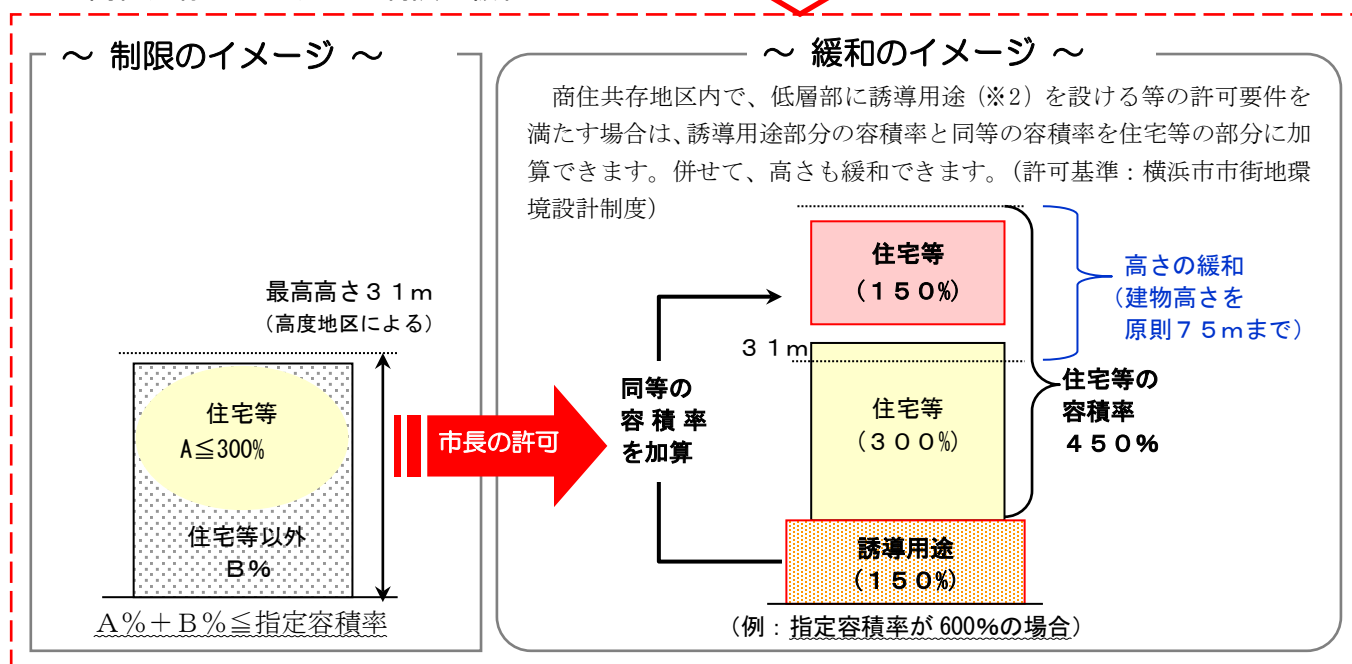 ～ 制限のイメージ ～
最高高さ３１ｍ
（高度地区による）
住宅等
A≦300%
住宅等以外
Ｂ%
Ａ％＋Ｂ％≦指定容積率
市長の許可
～ 緩和のイメージ ～
商住共存地区内で、低層部に誘導用途（※2）を設ける等の許可要件を
満たす場合は、誘導用途部分の容積率と同等の容積率を住宅等の部分に加
算できます。併せて、高さも緩和できます。（許可基準：横浜市市街地環
境設計制度）
住宅等
（１５０%）
高さの緩和
（建物高さを
原則７５ｍまで）
３１ｍ
同等の
容積率
を加算
住宅等
（３００%）
住宅等の
容積率
４５０%
誘導用途
（１５０%）
（例：指定容積率が 600%の場合）